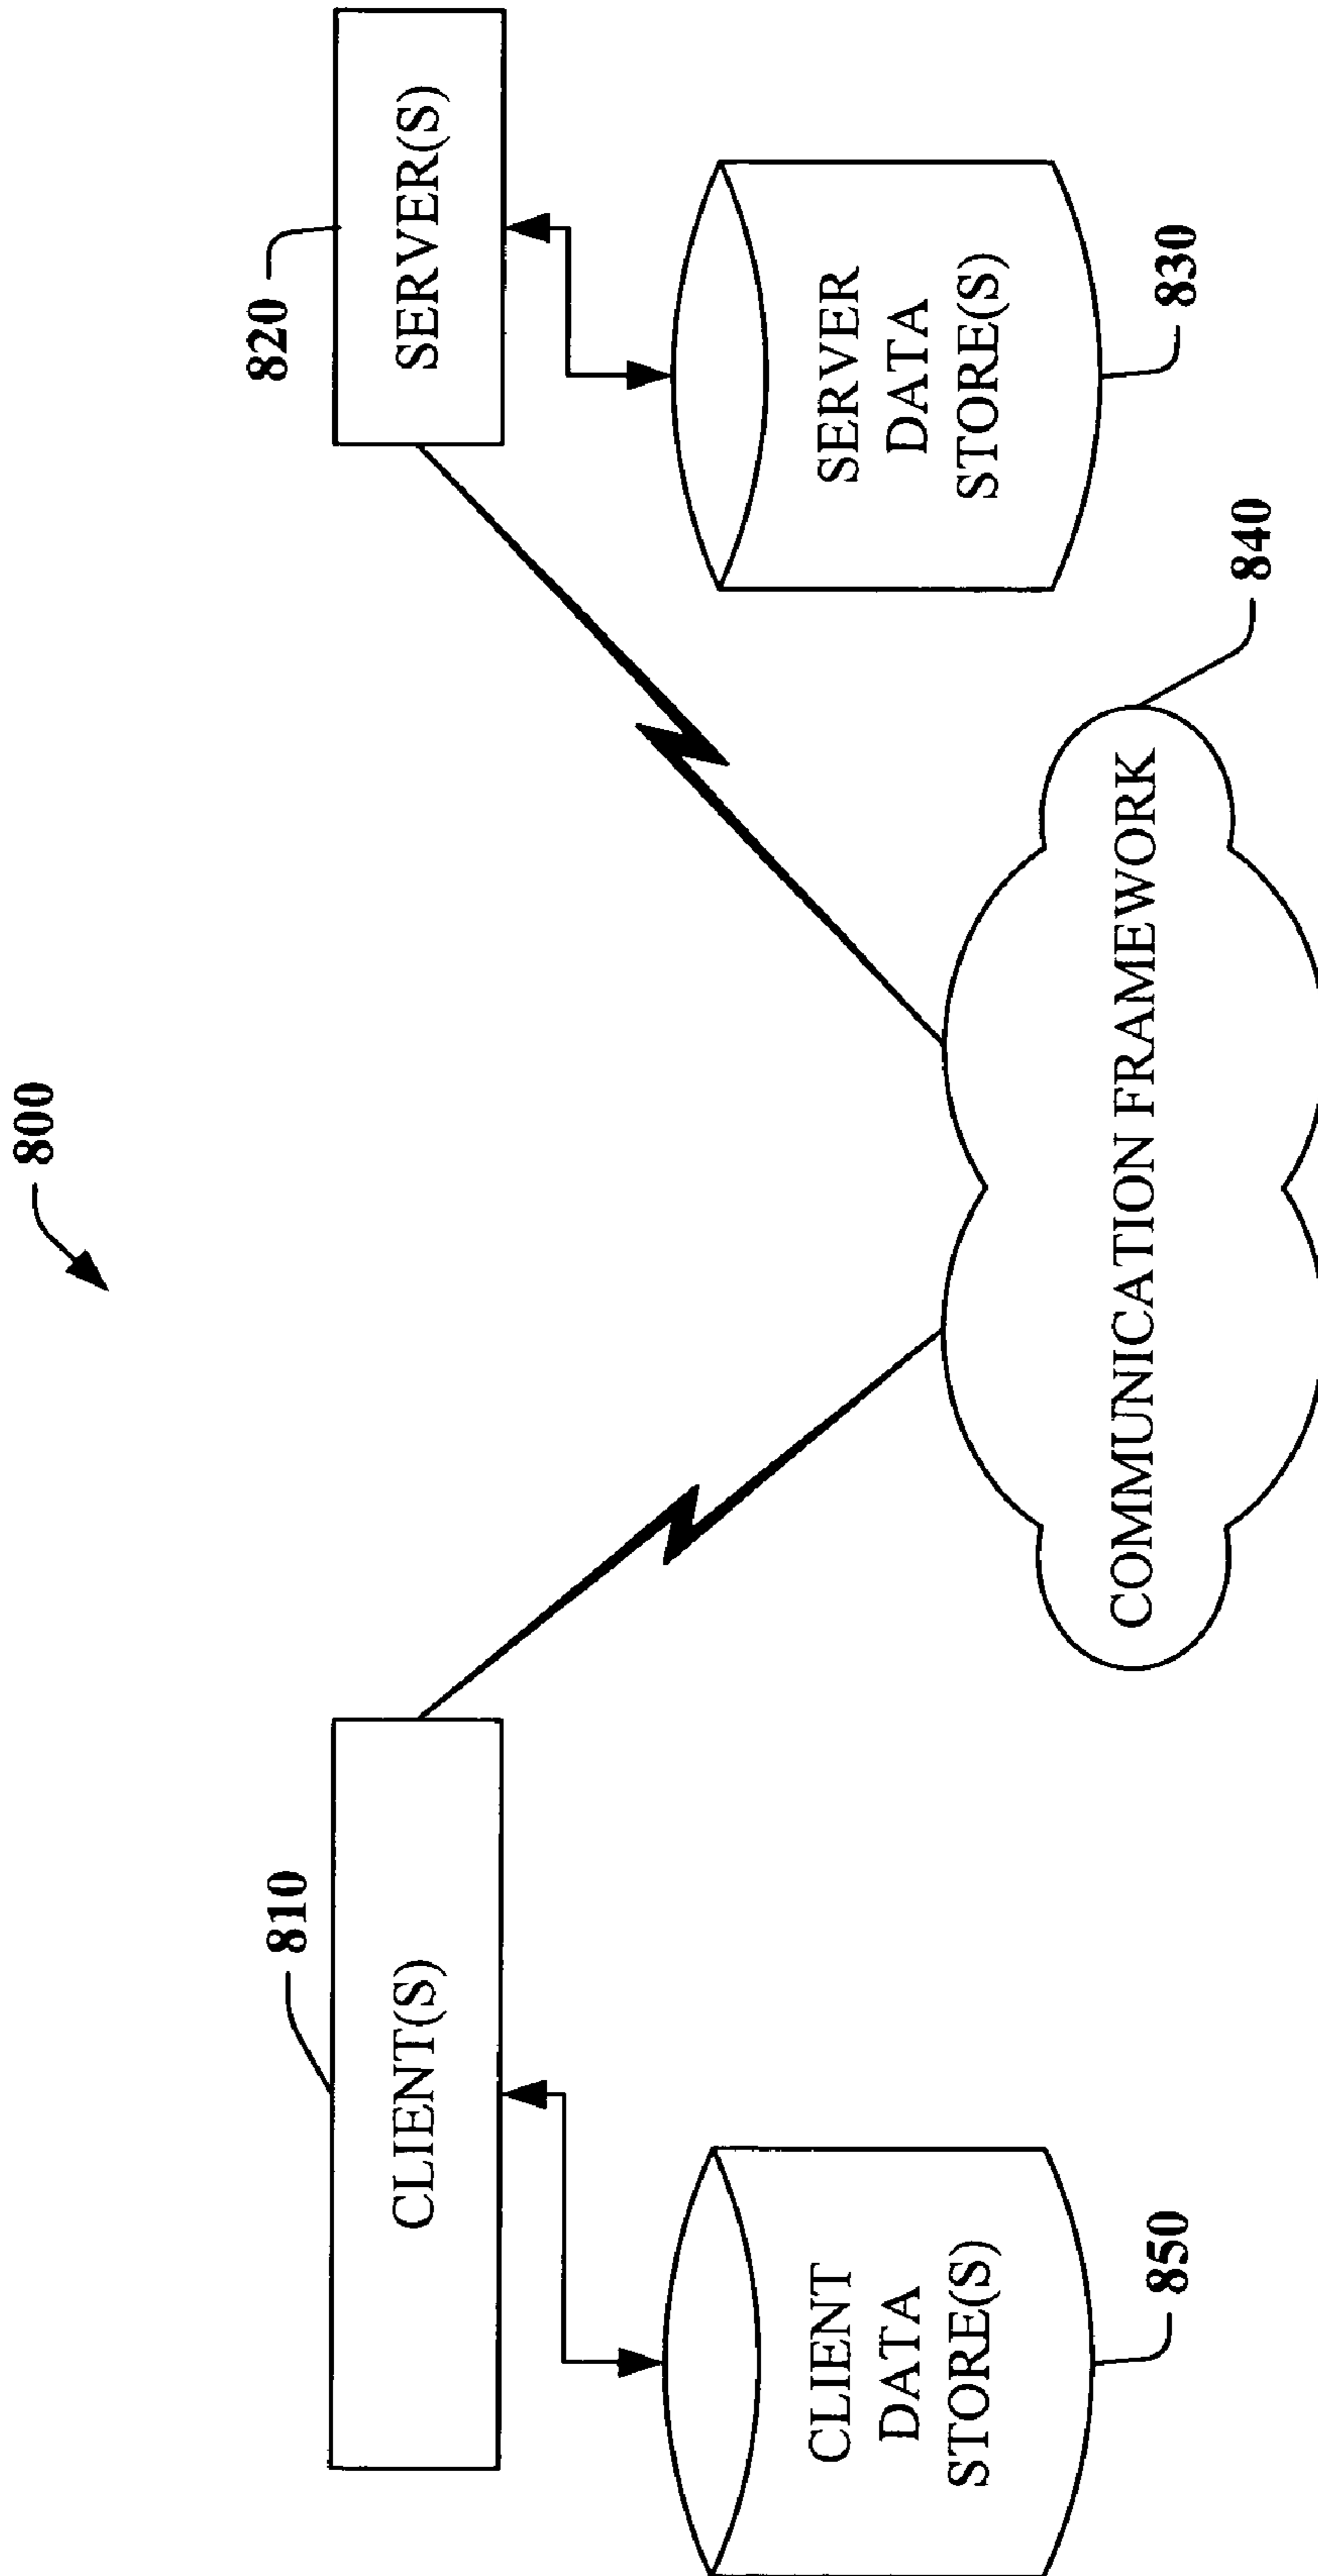 800
810
CLIENT(S)
820
SERVER(S)
CLIENT
DATA
STORE(S)
850
SERVER
DATA
STORE(S)
830
COMMUNICATION FRAMEWORK
840